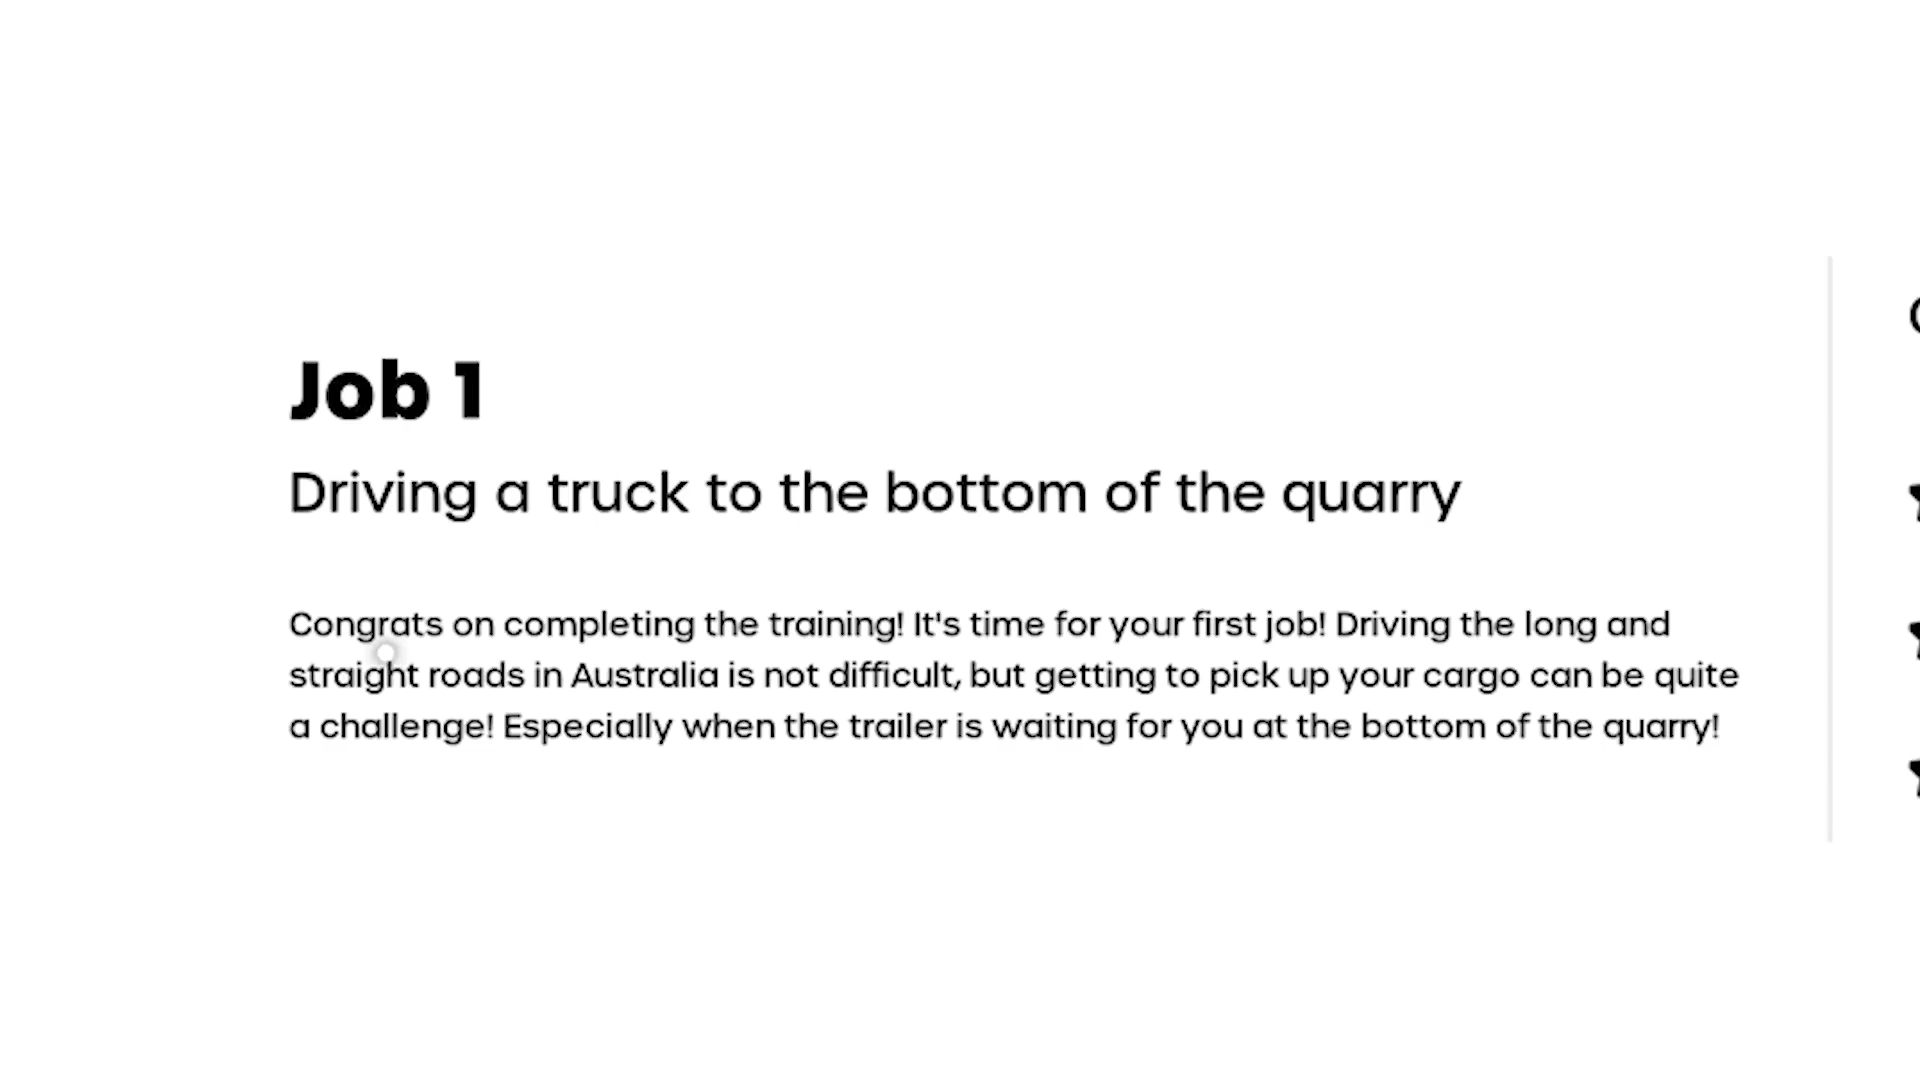 Job 1
Driving a truck to the bottom of the quarry
Congrats on completing the training! It's time for your first job! Driving the long and
straight roads in Australia is not difficult, but getting to pick up your cargo can be quite
a challenge! Especially when the trailer is waiting for you at the bottom of the quarry!